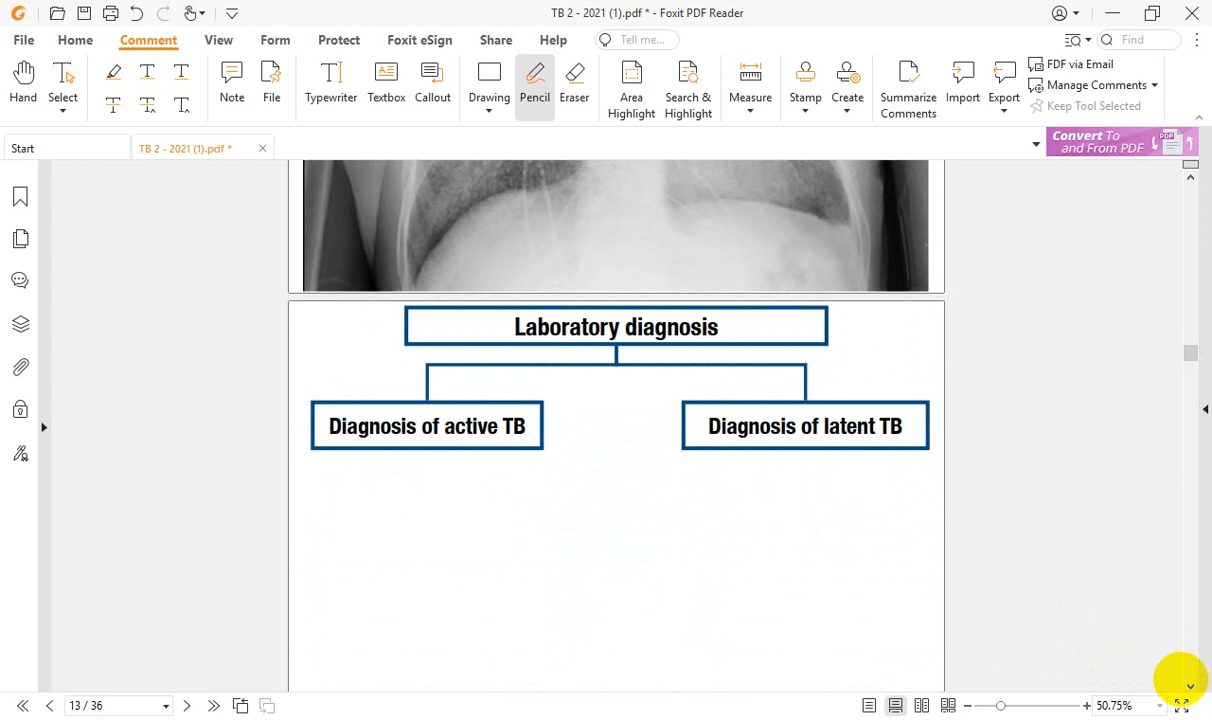 TB 2 - 2021 (1).pdf * - Foxit PDF Reader
File Home Comment View Form Protect Foxit eSign Share Help Tell me... Find
Hand Select Note File Typewriter Textbox Callout Drawing Pencil Eraser Area Highlight Search & Highlight Measure Stamp Create Summarize Comments Import Export
FDF via Email
Manage Comments
Keep Tool Selected
Start
TB 2 - 2021 (1).pdf *
Convert To
and From PDF
PDF
Laboratory diagnosis
Diagnosis of active TB
Diagnosis of latent TB
13 / 36
50.75%